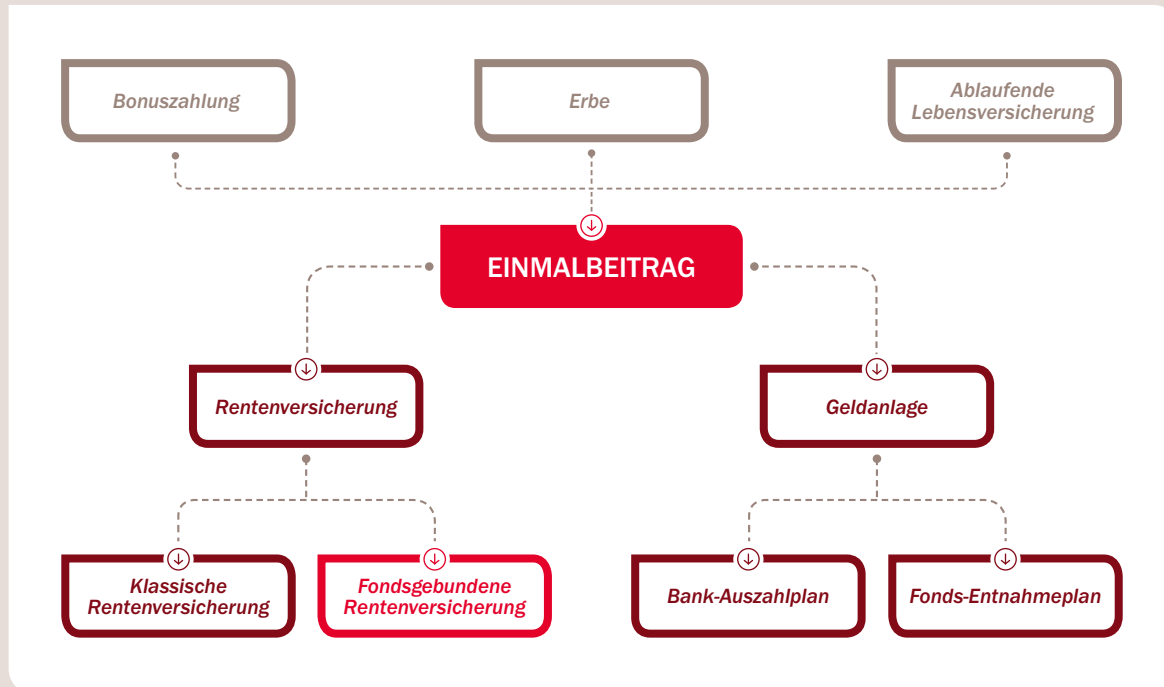 Bonuszahlung
Erbe
Ablaufende
Lebensversicherung
EINMALBEITRAG
Rentenversicherung
Geldanlage
Klassische
Rentenversicherung
Fondsgebundene
Rentenversicherung
Bank-Auszahlplan
Fonds-Entnahmeplan